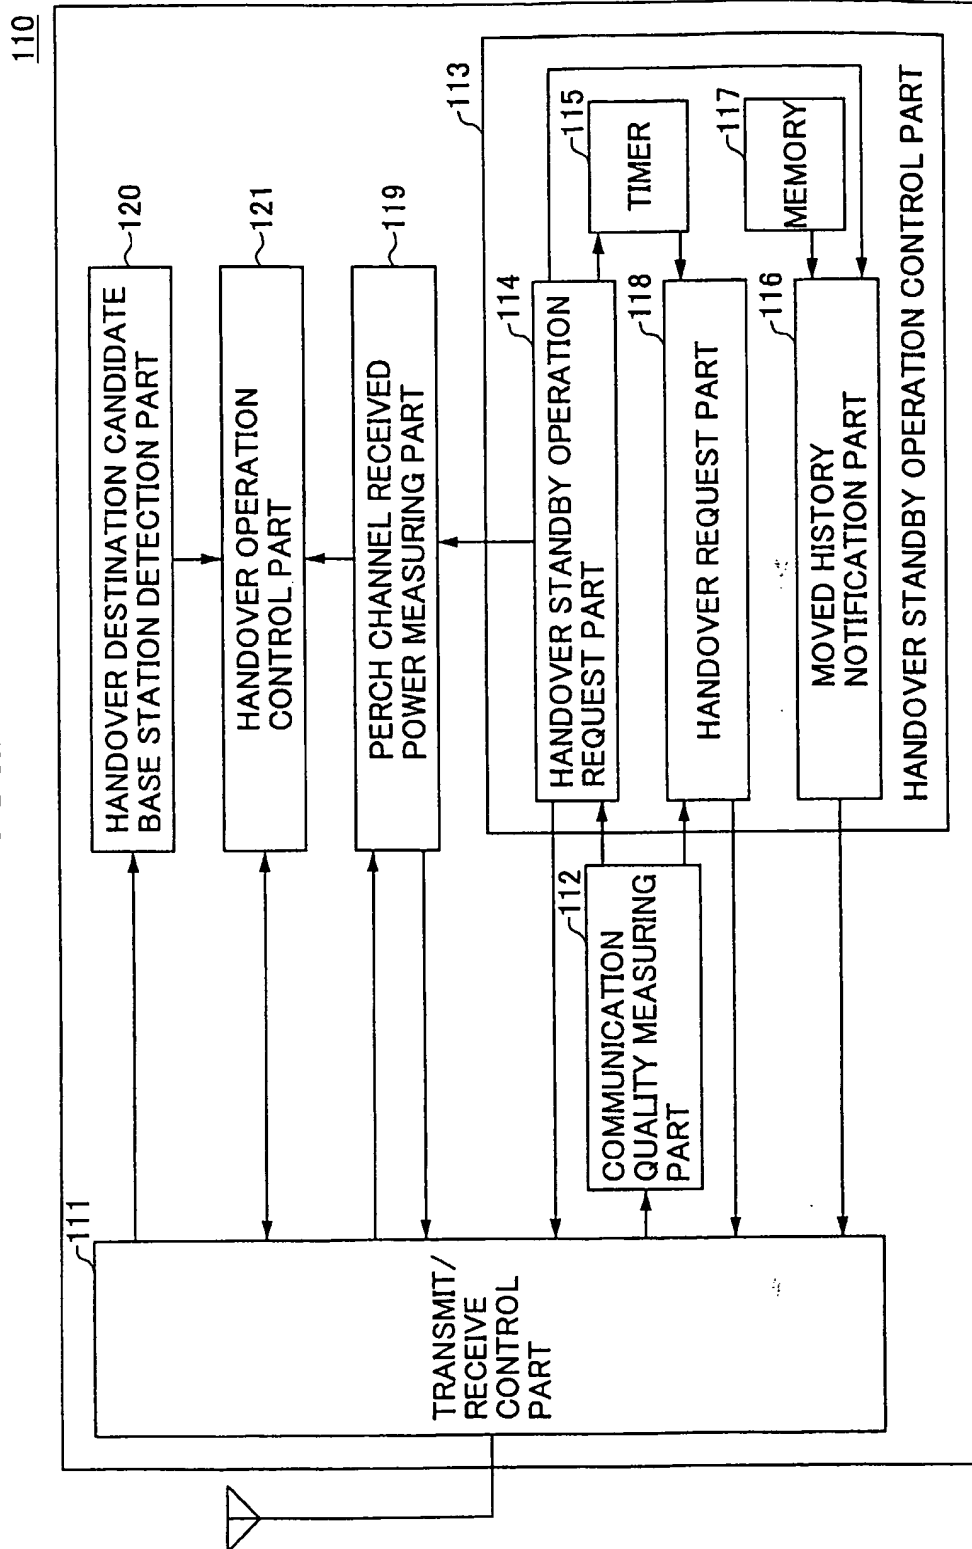 110
111
TRANSMIT/
RECEIVE
CONTROL
PART
HANDOVER DESTINATION CANDIDATE
BASE STATION DETECTION PART
120
HANDOVER OPERATION
CONTROL PART
121
PERCH CHANNEL RECEIVED
POWER MEASURING PART
119
112
COMMUNICATION
QUALITY MEASURING
PART
113
114
HANDOVER STANDBY OPERATION
REQUEST PART
115
TIMER
118
HANDOVER REQUEST PART
117
MEMORY
116
MOVED HISTORY
NOTIFICATION PART
HANDOVER STANDBY OPERATION CONTROL PART